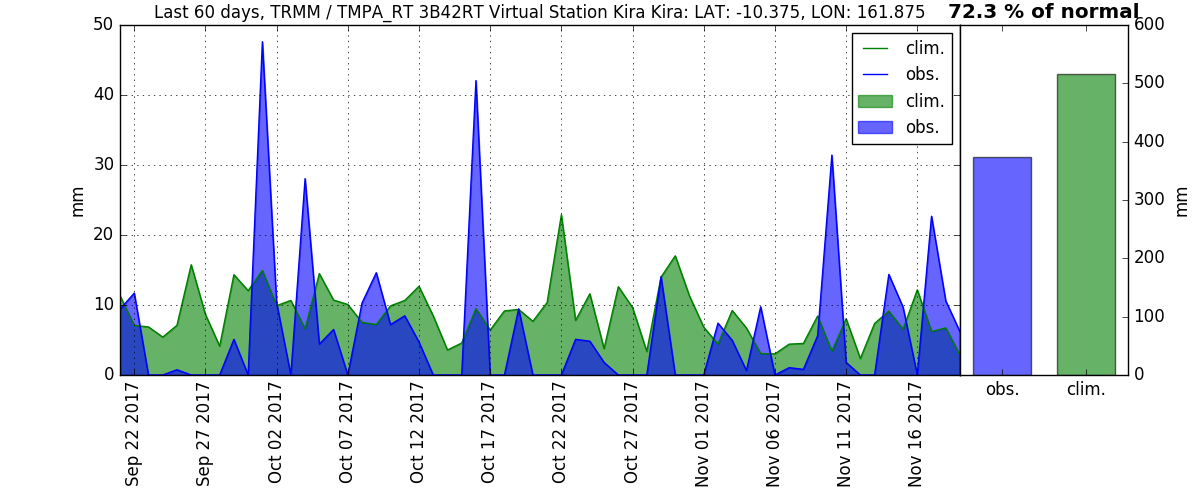 Last 60 days, TRMM / TMPA_RT 3B42RT Virtual Station Kira Kira: LAT: -10.375, LON: 161.875
72.3 % of normal
50
40
30
20
10
0
mm
clim.
obs.
clim.
obs.
600
500
400
300
200
100
0
mm
Sep 22 2017
Sep 27 2017
Oct 02 2017
Oct 07 2017
Oct 12 2017
Oct 17 2017
Oct 22 2017
Oct 27 2017
Nov 01 2017
Nov 06 2017
Nov 11 2017
Nov 16 2017
obs.
clim.